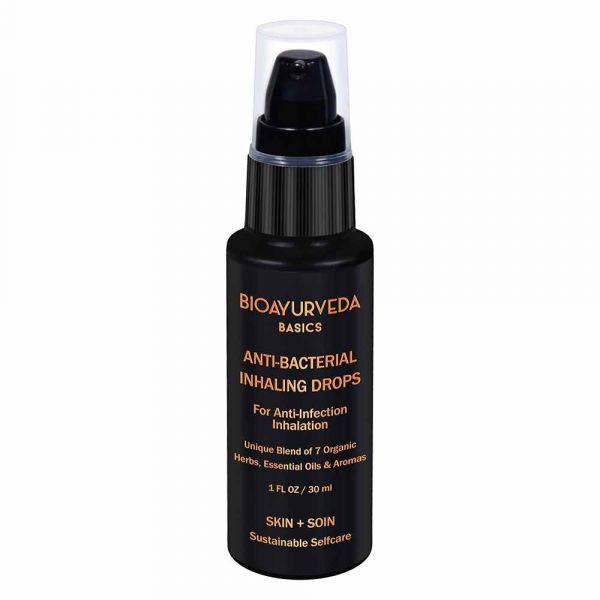 BIOAYURVEDA
BASICS
ANTI-BACTERIAL
INHALING DROPS
For Anti-Infection
Inhalation
Unique Blend of 7 Organic
Herbs, Essential Oils & Aromas
1 FL OZ / 30 ml
SKIN + SOIN
Sustainable Selfcare